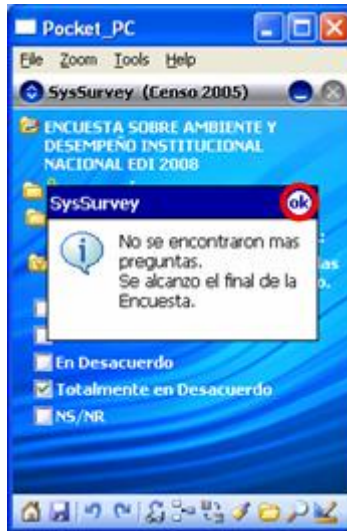 Pocket_PC
File Zoom Tools Help
SysSurvey (Censo 2005)
ENCUESTA SOBRE AMBIENTE Y
DESEMPEÑO INSTITUCIONAL
NACIONAL EDI 2008
SysSurvey
ok
No se encontraron mas
preguntas.
Se alcanzo el final de la
Encuesta.
En Desacuerdo
Totalmente en Desacuerdo
NS/NR